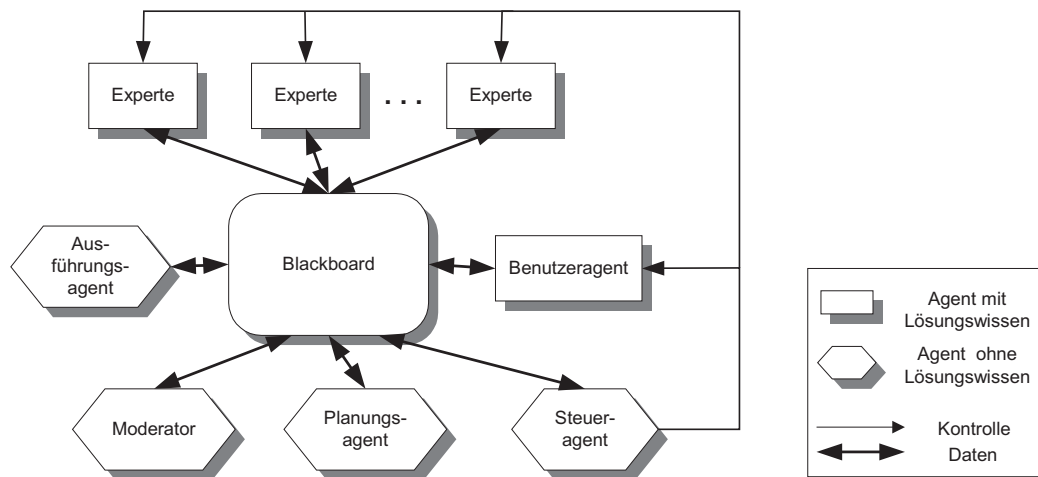 Experte
Experte
. . .
Experte
Aus-
führungs-
agent
Blackboard
Benutzeragent
Moderator
Planungs-
agent
Steuer-
agent
Agent mit
Lösungswissen
Agent ohne
Lösungswissen
Kontrolle
Daten